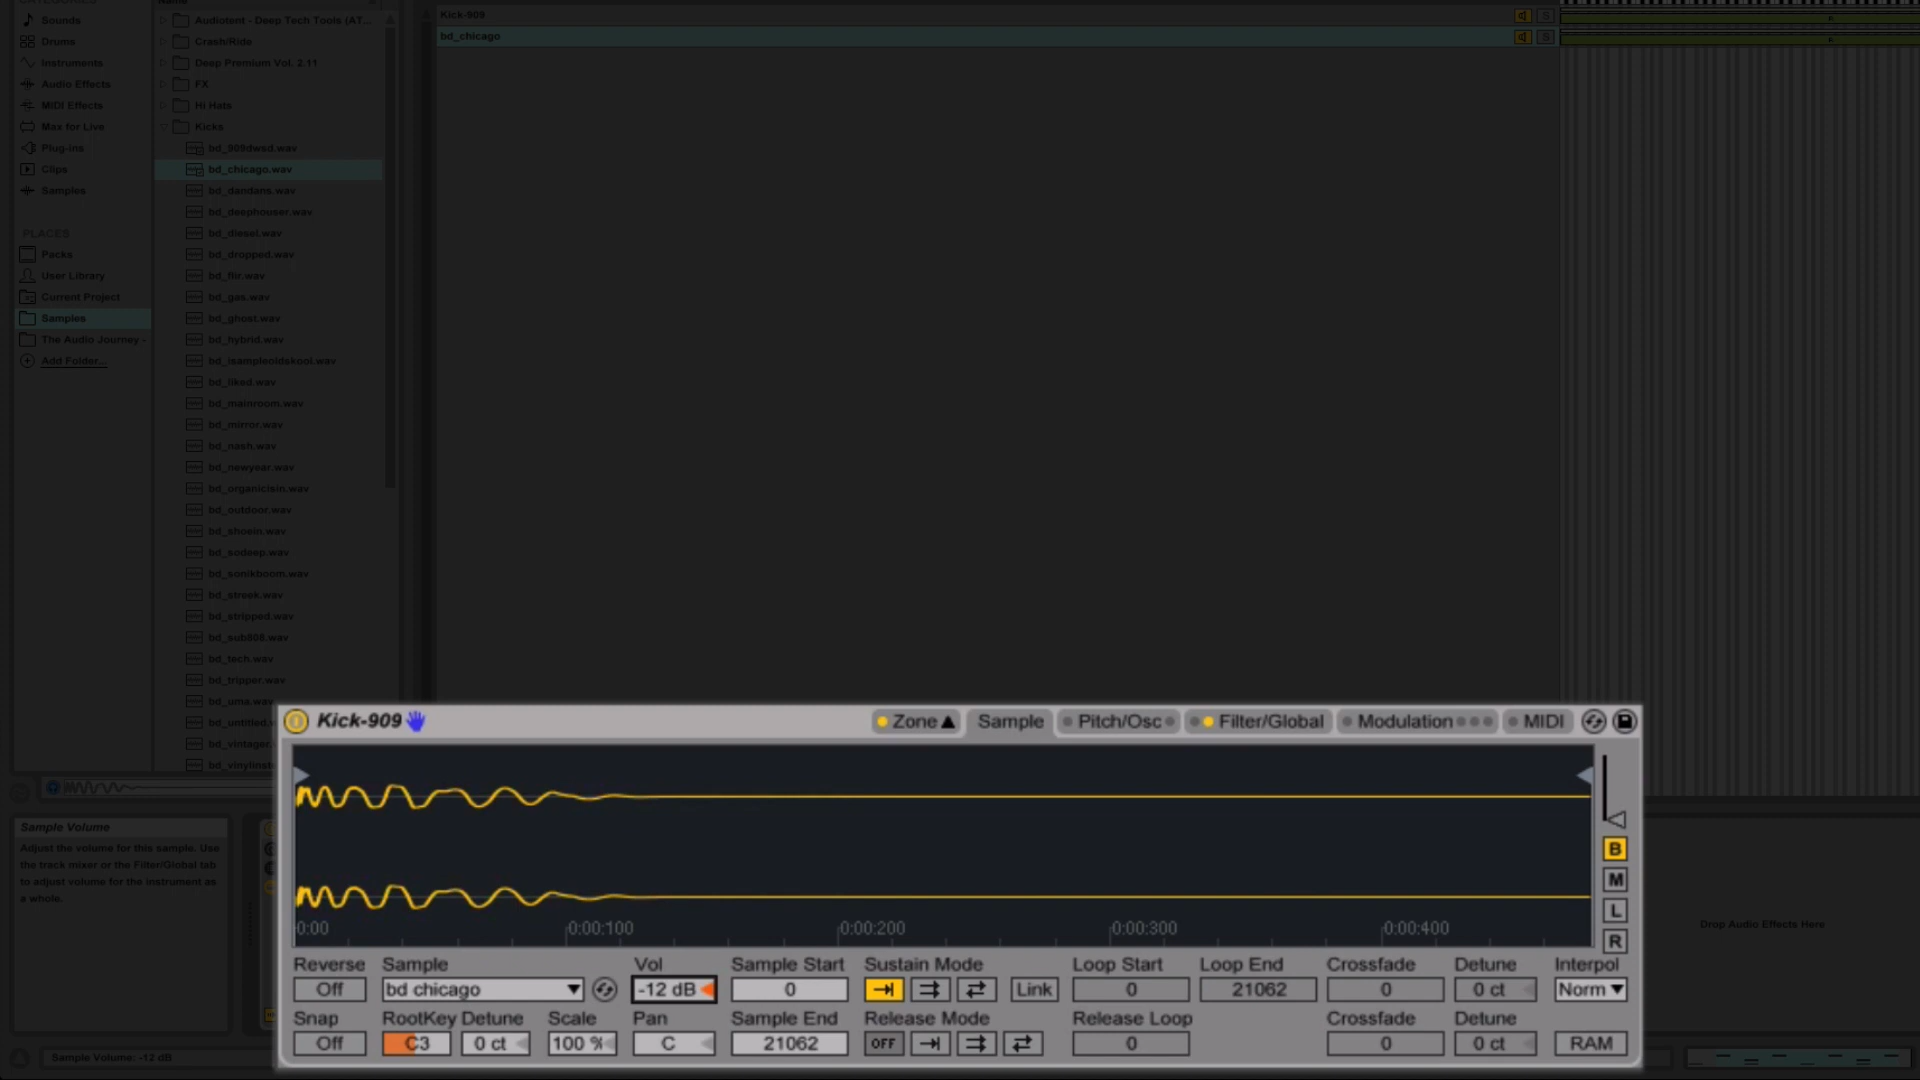 CATEGORIES
Sounds
Drums
Instruments
Audio Effects
MIDI Effects
Max for Live
Plug-ins
Clips
Samples
PLACES
Packs
User Library
Current Project
Samples
The Audio Journey -
Add Folder...
Name
Audiotent - Deep Tech Tools (AT...
Crash/Ride
Deep Premium Vol. 2.11
FX
Hi Hats
Kicks
bd_909dwsd.wav
bd_chicago.wav
bd_dandans.wav
bd_deephouser.wav
bd_diesel.wav
bd_dropped.wav
bd_flir.wav
bd_gas.wav
bd_ghost.wav
bd_hybrid.wav
bd_isamplenldskool.wav
bd_liked.wav
bd_mainroom.wav
bd_mirror.wav
bd_nash.wav
bd_newyear.wav
bd_organicisin.wav
bd_outdoor.wav
bd_shoein.wav
bd_sodeep.wav
bd_sonikboom.wav
bd_streek.wav
bd_stripped.wav
bd_sub808.wav
bd_tech.wav
bd_tripper.wav
bd_uma.wav
bd_untitled.
bd_vintage
bd_vinylins
Kick-909
S
bd_chicago
S
Sample Volume
Adjust the volume for this sample. Use
the track mixer or the Filter/Global tab
to adjust volume for the instrument as
a whole.
Sample Volume: -12 dB
Kick-909 Zone Sample Pitch/Osc Filter/Global Modulation MIDI
B
M
L
R
0:00 0:00:100 0:00:200 0:00:300 0:00:400
Reverse Sample Vol Sample Start Sustain Mode Loop Start Loop End Crossfade Detune Interpol
Off bd chicago -12 dB 0 Link 0 21062 0 0 ct Norm
Snap RootKey Detune Scale Pan Sample End Release Mode Release Loop Crossfade Detune
Off C3 0 ct 100 % C 21062 OFF 0 0 0 ct RAM
Drop Audio Effects Here